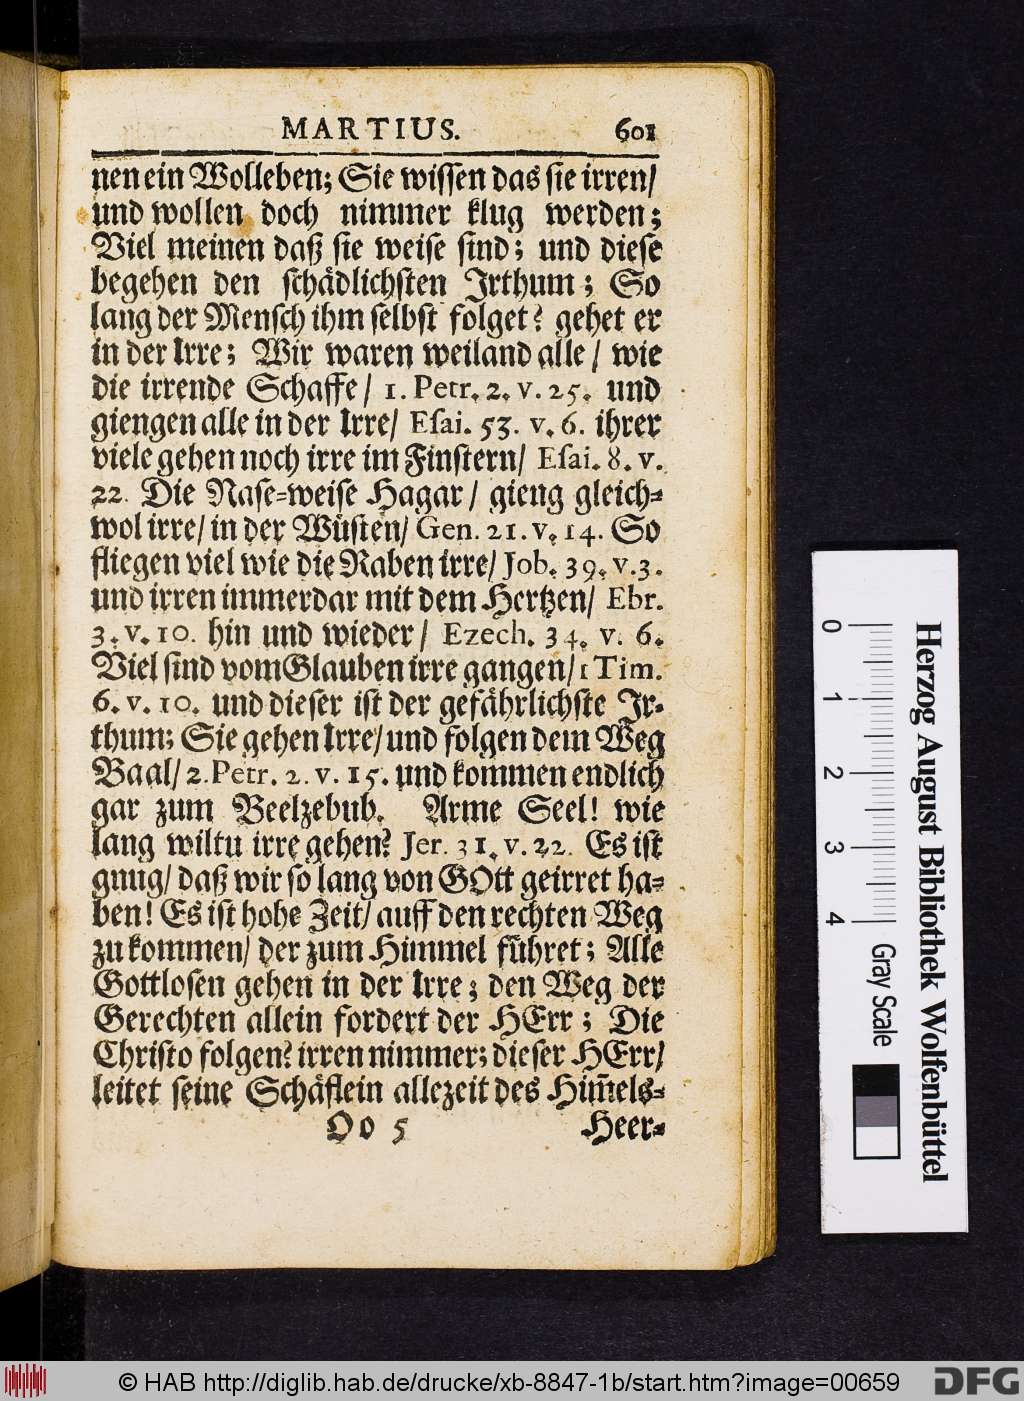 MARTIUS. 601
nen ein Wolleben; Sie wissen das sie irren/
und wollen doch nimmer klug werden;
Viel meinen daß sie weise sind; und diese
begehen den schädlichsten Irthum; So
lang der Mensch ihm selbst folget? gehet er
in der Irre; Wir waren weiland alle/ wie
die irrende Schaffe/ 1. Petr. 2. v. 25. und
giengen alle in der Irre/ Esai. 53. v. 6. ihrer
viele gehen noch irre im Finstern/ Esai. 8. v.
22. Die Nase-weise Hagar/ gieng gleich-
wol irre/ in der Wüsten/ Gen. 21. v. 14. So
fliegen viel wie die Raben irre/ Job. 39. v. 3.
und irren immerdar mit dem Hertzen/ Ebr.
3. v. 10. hin und wieder/ Ezech. 34. v. 6.
Viel sind vom Glauben irre gangen/ 1 Tim.
6. v. 10. und dieser ist der gefährlichste Ir-
thum; Sie gehen Irre/ und folgen dem Weg
Baal/ 2. Petr. 2. v. 15. und kommen endlich
gar zum Beelzebub. Arme Seel! wie
lang wiltu irre gehen? Jer. 31. v. 22. Es ist
gnug/ daß wir so lang von GOtt geirret ha-
ben! Es ist hohe Zeit/ auff den rechten Weg
zu kommen/ der zum Himmel führet; Alle
Gottlosen gehen in der Irre; den Weg der
Gerechten allein fordert der HErr; Die
Christo folgen? irren nimmer; dieser HErr/
leitet seine Schäflein allezeit des Him̃els-
Oo 5 Heer-
0 1 2 3 4 Gray Scale
Herzog August Bibliothek Wolfenbüttel
© HAB http://diglib.hab.de/drucke/xb-8847-1b/start.htm?image=00659
DFG